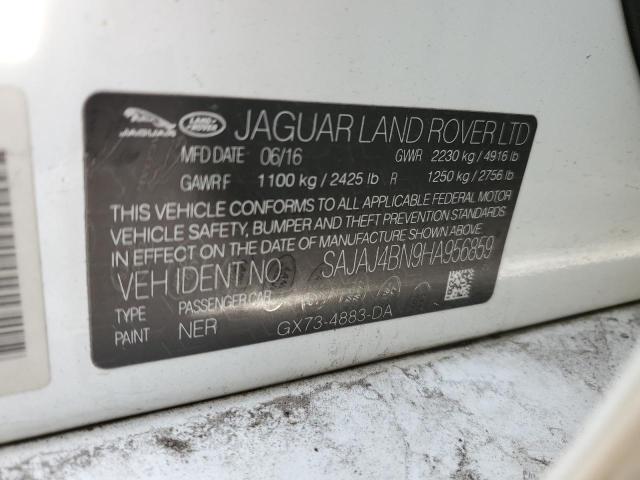 JAGUAR LAND ROVER JAGUAR LAND ROVER LTD
MFD DATE 06/16 GWR 2230 kg / 4916 lb
GAWR F 1100 kg / 2425 lb R 1250 kg / 2756 lb
THIS VEHICLE CONFORMS TO ALL APPLICABLE FEDERAL MOTOR
VEHICLE SAFETY, BUMPER AND THEFT PREVENTION STANDARDS
IN EFFECT ON THE DATE OF MANUFACTURE SHOWN ABOVE.
VEH IDENT NO. SAJAJ4BN9HA956859
TYPE PASSENGER CAR
PAINT NER GX73-4883-DA